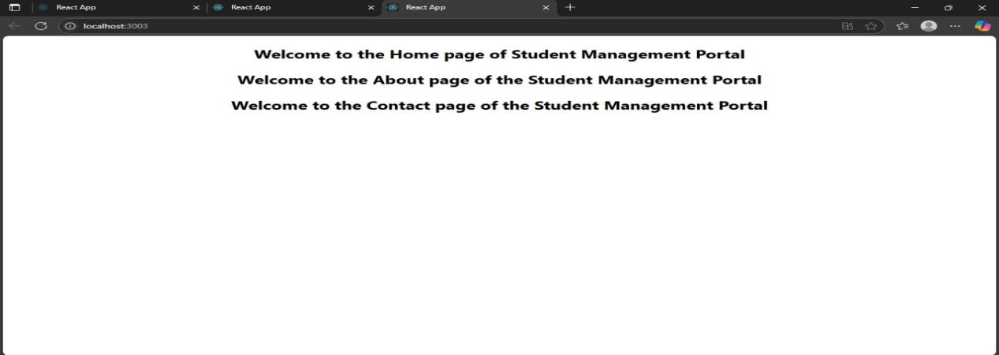 React App
React App
React App
localhost:3003
Welcome to the Home page of Student Management Portal
Welcome to the About page of the Student Management Portal
Welcome to the Contact page of the Student Management Portal